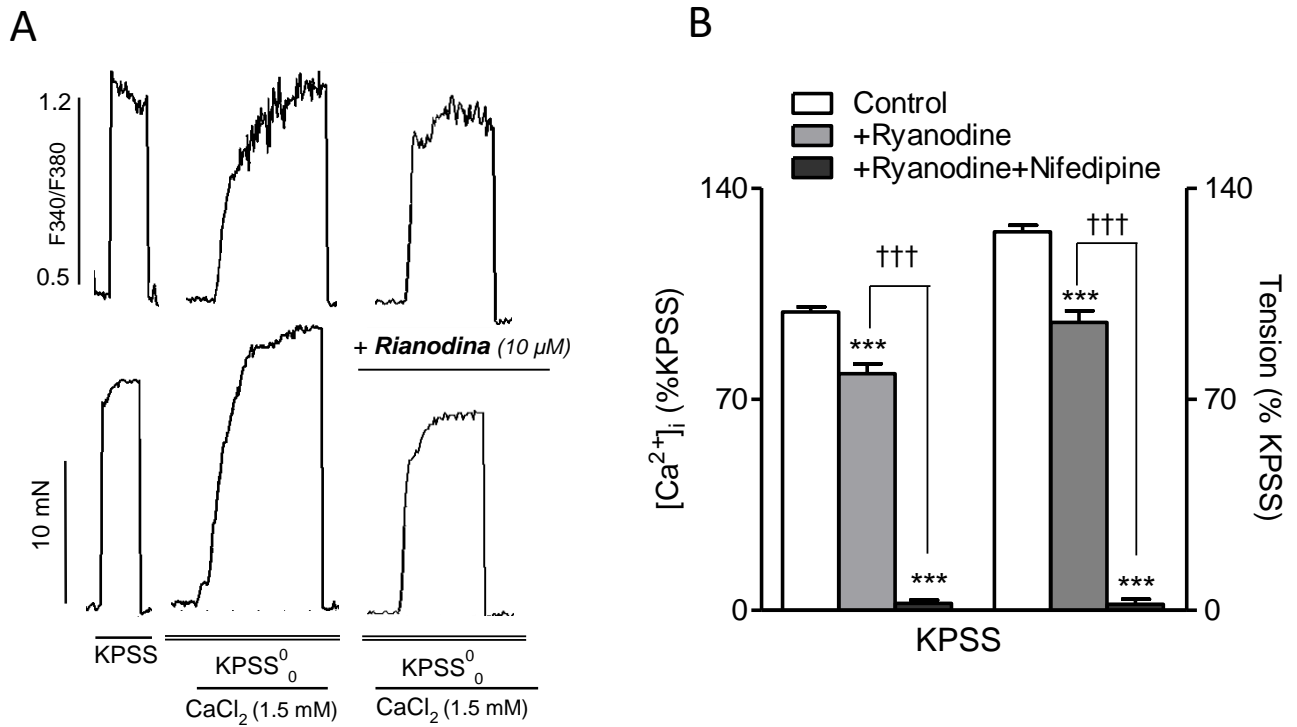 A
1.2
F340/F380
0.5
+ Rianodina (10 µM)
10 mN
KPSS
KPSS⁰₀
CaCl₂ (1.5 mM)
KPSS⁰₀
CaCl₂ (1.5 mM)
B
Control
+Ryanodine
+Ryanodine+Nifedipine
140
70
0
[Ca²⁺]ᵢ (%KPSS)
***
†††
***
***
†††
***
KPSS
140
70
0
Tension (% KPSS)